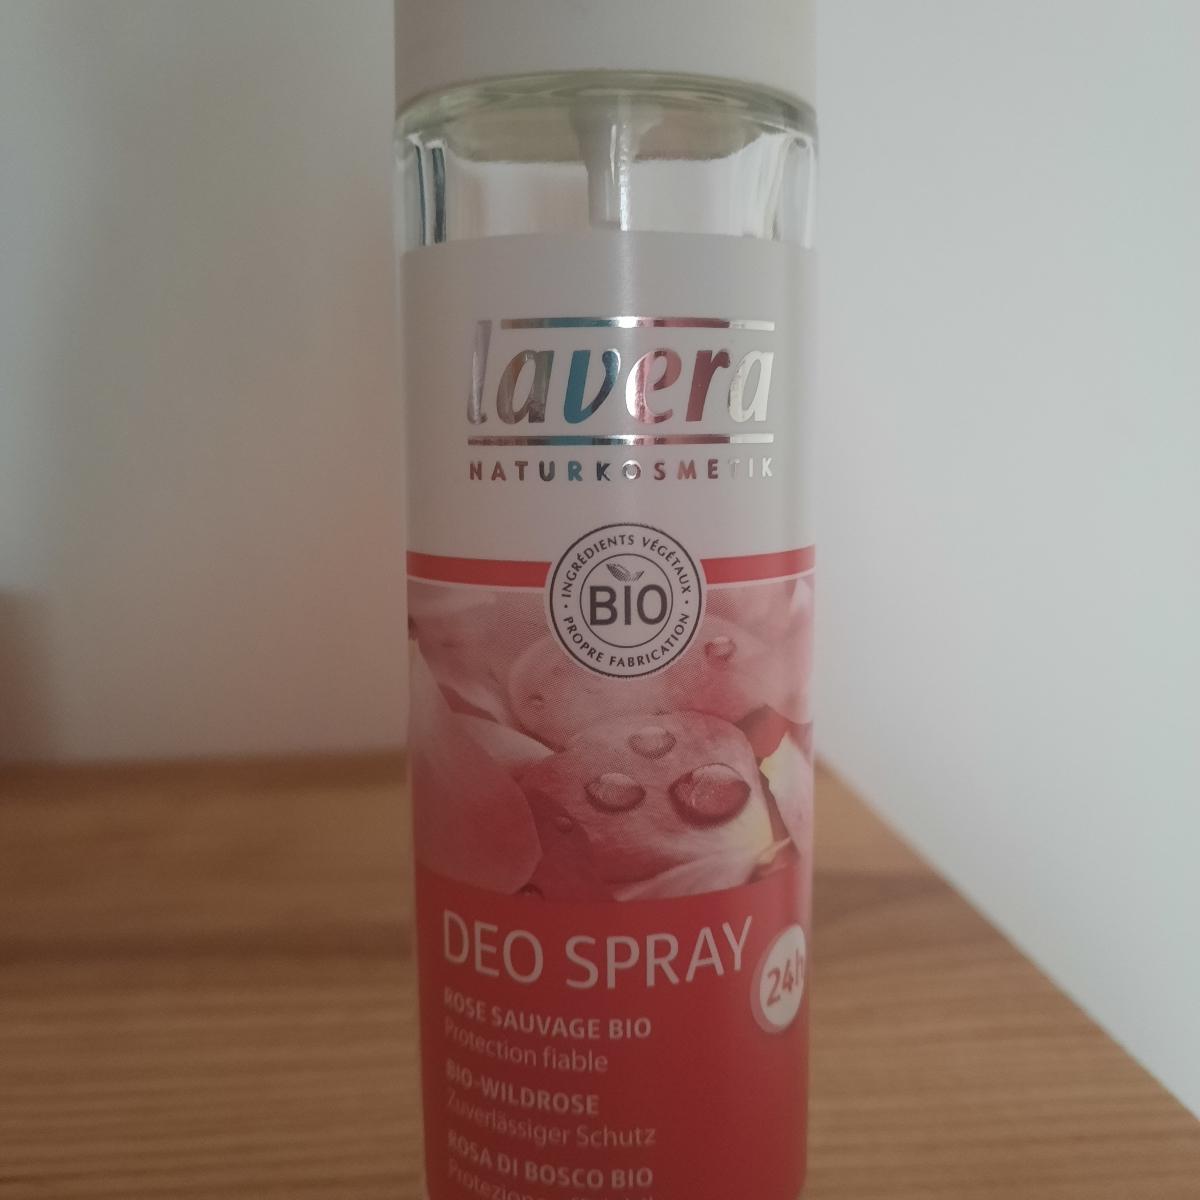 lavera
NATURKOSMETIK
INGRÉDIENTS VÉGÉTAUX
BIO
PROPRE FABRICATION
DEO SPRAY
24h
ROSE SAUVAGE BIO
Protection fiable
BIO-WILDROSE
Zuverlässiger Schutz
ROSA DI BOSCO BIO